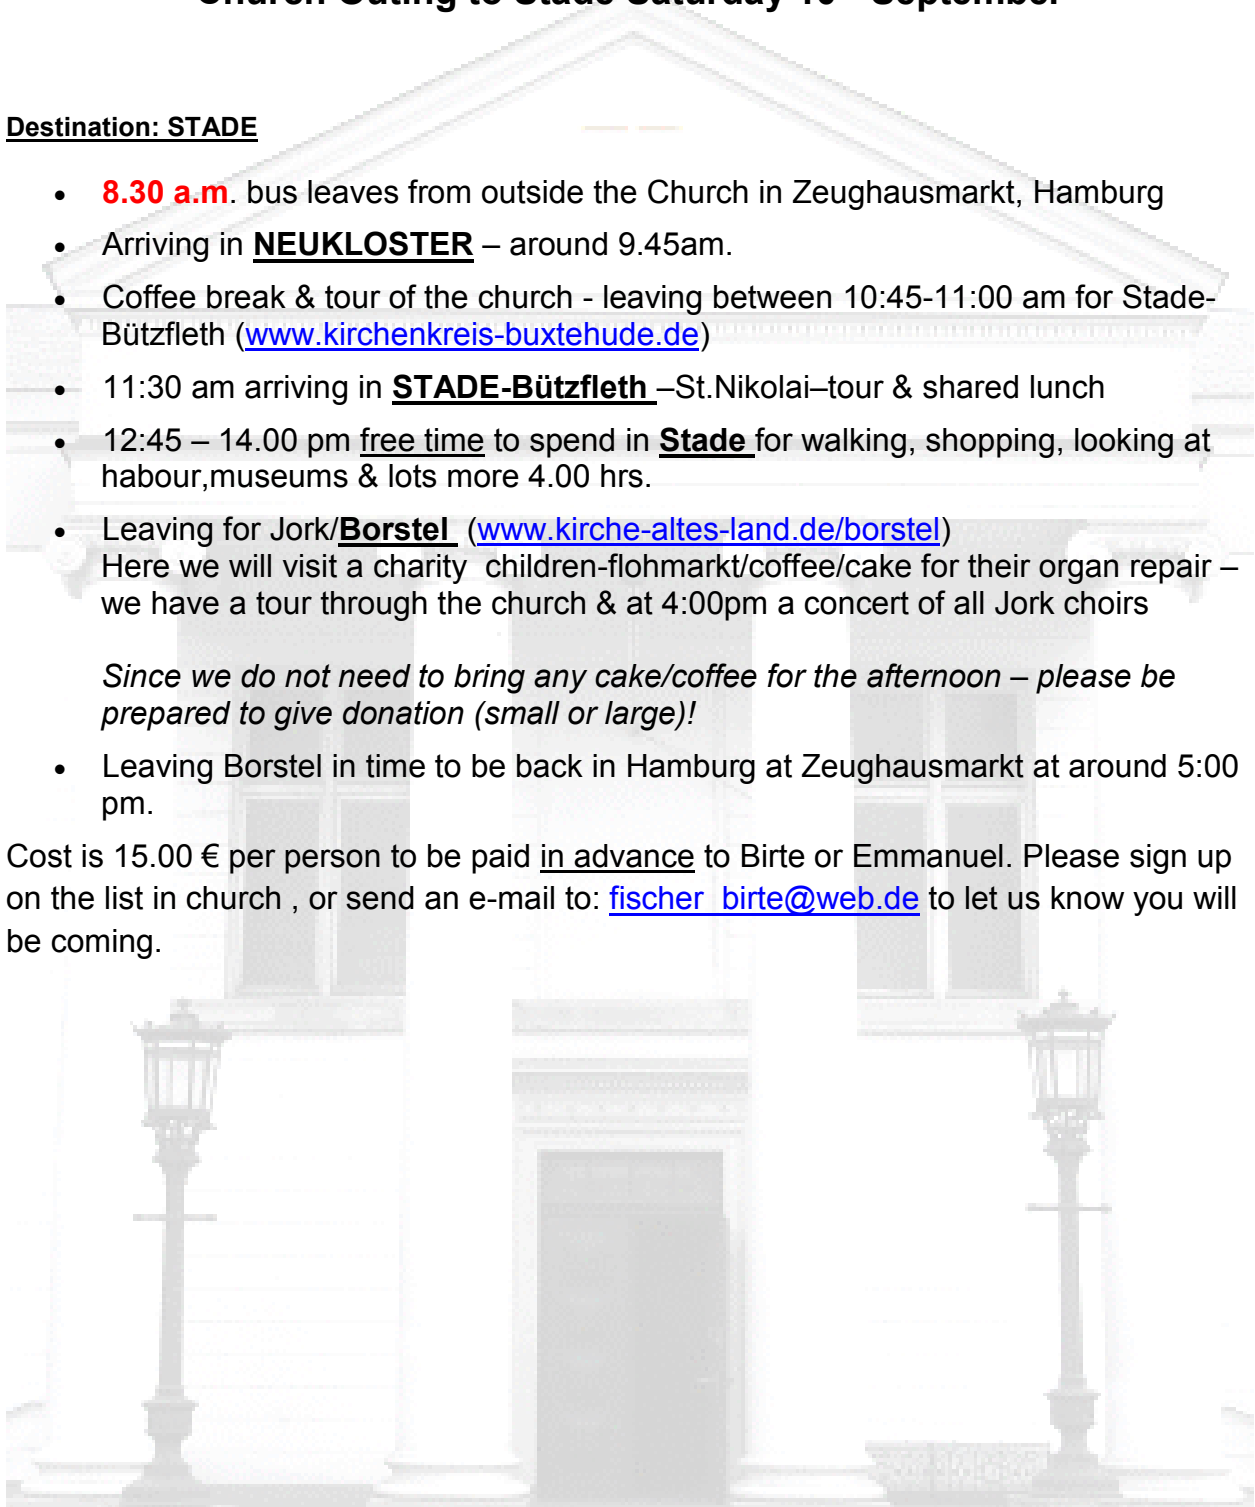 Church Outing to Stade Saturday September
Destination: STADE
• 8.30 a.m. bus leaves from outside the Church in Zeughausmarkt, Hamburg
• Arriving in NEUKLOSTER – around 9.45am.
• Coffee break & tour of the church - leaving between 10:45-11:00 am for Stade-
Bützfleth (www.kirchenkreis-buxtehude.de)
• 11:30 am arriving in STADE-Bützfleth –St.Nikolai–tour & shared lunch
• 12:45 – 14.00 pm free time to spend in Stade for walking, shopping, looking at
habour,museums & lots more 4.00 hrs.
• Leaving for Jork/Borstel (www.kirche-altes-land.de/borstel)
Here we will visit a charity children-flohmarkt/coffee/cake for their organ repair –
we have a tour through the church & at 4:00pm a concert of all Jork choirs
Since we do not need to bring any cake/coffee for the afternoon – please be
prepared to give donation (small or large)!
• Leaving Borstel in time to be back in Hamburg at Zeughausmarkt at around 5:00
pm.
Cost is 15.00 € per person to be paid in advance to Birte or Emmanuel. Please sign up
on the list in church , or send an e-mail to: fischer_birte@web.de to let us know you will
be coming.